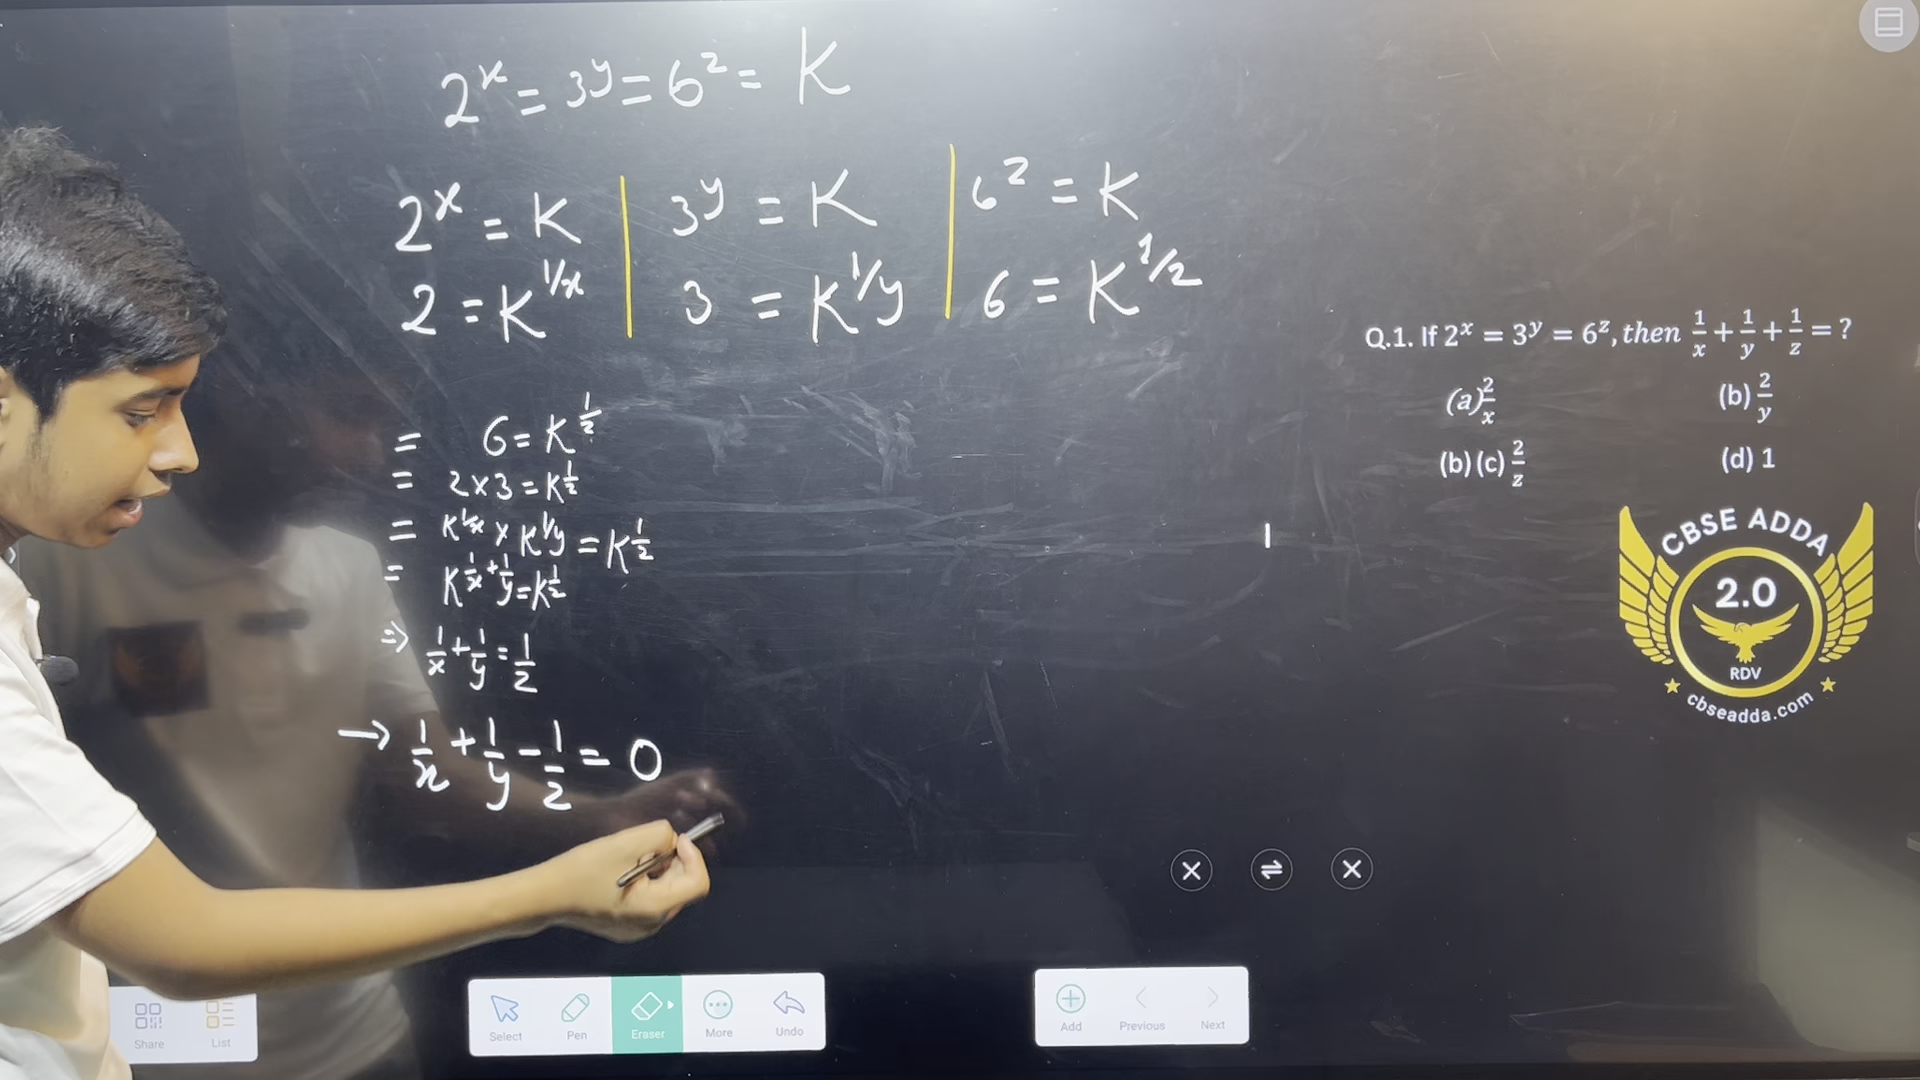 2^x = 3^y = 6^z = K
2^x = K | 3^y = K | 6^z = K
2 = K^1/x | 3 = K^1/y | 6 = K^1/z
= 6 = K^1/z
= 2 × 3 = K^1/z
= K^1/x × K^1/y = K^1/z
= K^1/x + 1/y = K^1/z
⇒ 1/x + 1/y = 1/z
→ 1/x + 1/y - 1/z = 0
Q.1. If 2^x = 3^y = 6^z, then 1/x + 1/y + 1/z = ?
(a) 2/x (b) 2/y
(b) (c) 2/z (d) 1
CBSE ADDA
2.0
RDV
cbseadda.com
Share List
Select Pen Eraser More Undo
Add Previous Next